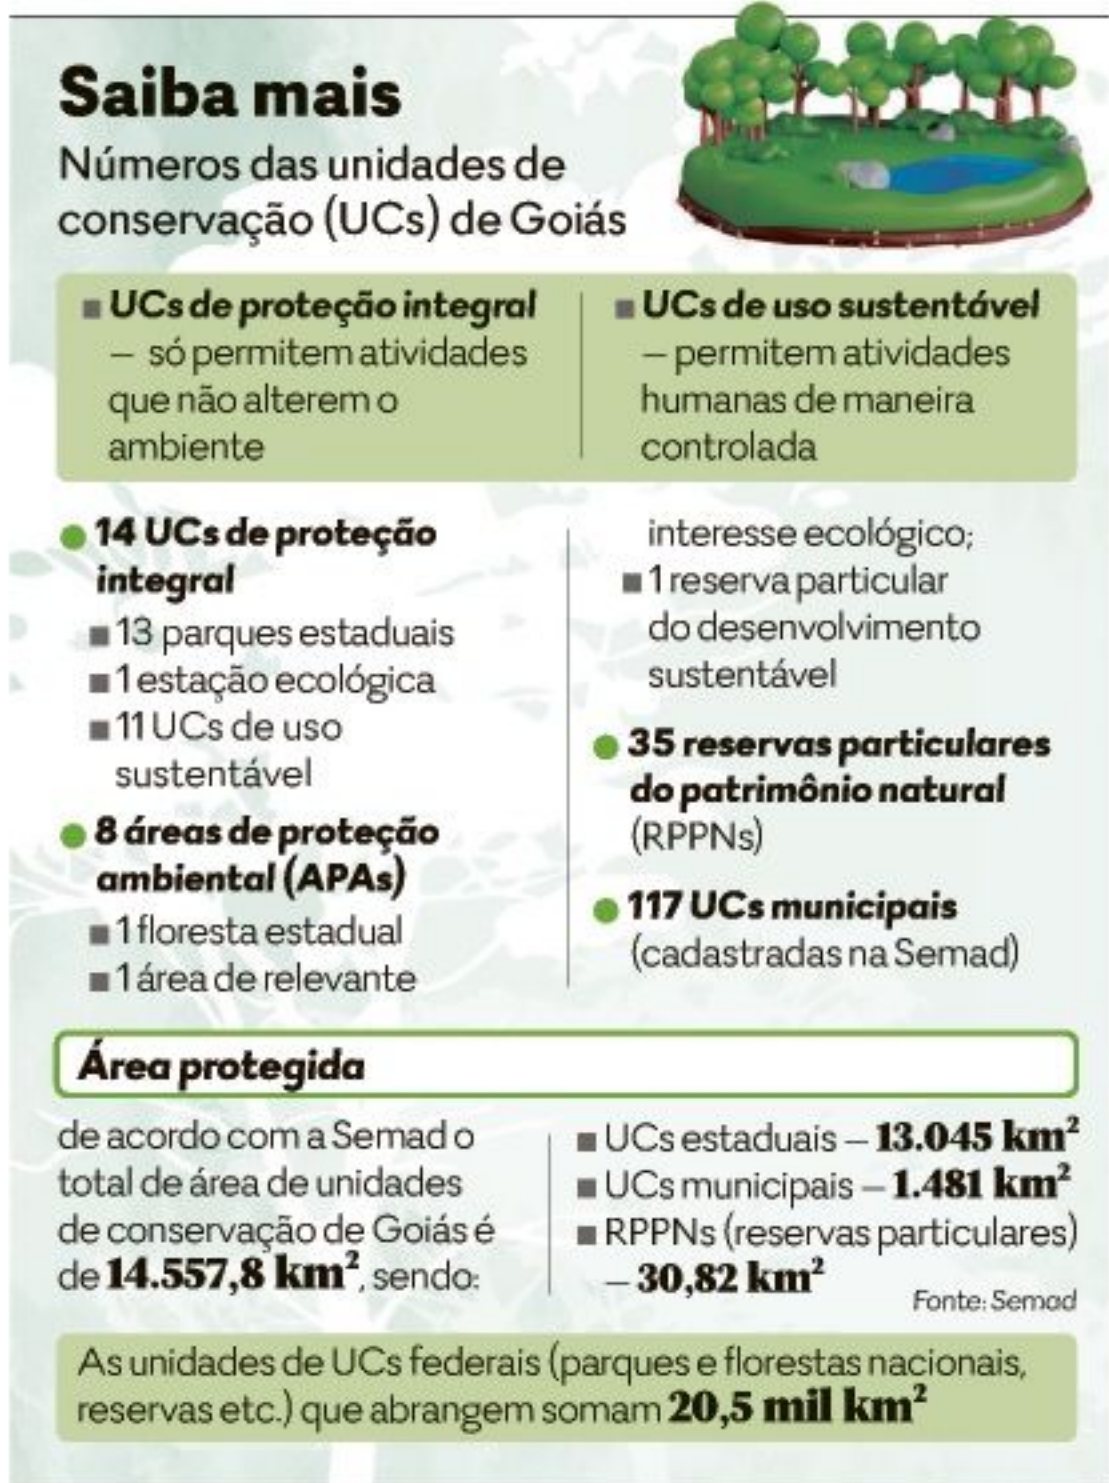 Saiba mais
Números das unidades de
conservação (UCs) de Goiás
■ UCs de proteção integral
– só permitem atividades
que não alterem o
ambiente
■ UCs de uso sustentável
– permitem atividades
humanas de maneira
controlada
● 14 UCs de proteção
integral
■ 13 parques estaduais
■ 1 estação ecológica
■ 11 UCs de uso
sustentável
● 8 áreas de proteção
ambiental (APAs)
■ 1 floresta estadual
■ 1 área de relevante
interesse ecológico;
■ 1 reserva particular
do desenvolvimento
sustentável
● 35 reservas particulares
do patrimônio natural
(RPPNs)
● 117 UCs municipais
(cadastradas na Semad)
Área protegida
de acordo com a Semad o
total de área de unidades
de conservação de Goiás é
de 14.557,8 km², sendo:
■ UCs estaduais – 13.045 km²
■ UCs municipais – 1.481 km²
■ RPPNs (reservas particulares)
– 30,82 km²
Fonte: Semad
As unidades de UCs federais (parques e florestas nacionais,
reservas etc.) que abrangem somam 20,5 mil km²